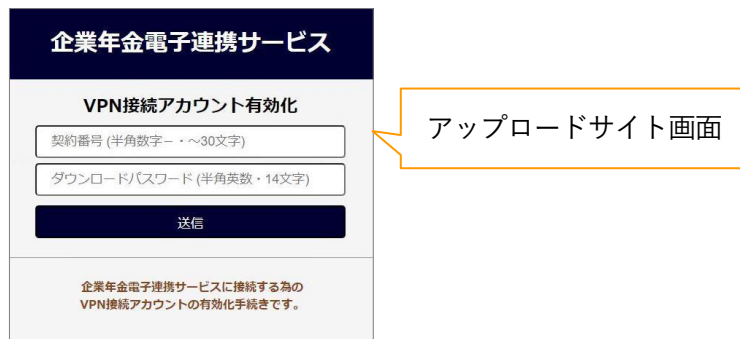 企業年金電子連携サービス
VPN接続アカウント有効化
契約番号 (半角数字－・～30文字)
ダウンロードパスワード (半角英数・14文字)
送信
企業年金電子連携サービスに接続する為の
VPN接続アカウントの有効化手続きです。
アップロードサイト画面